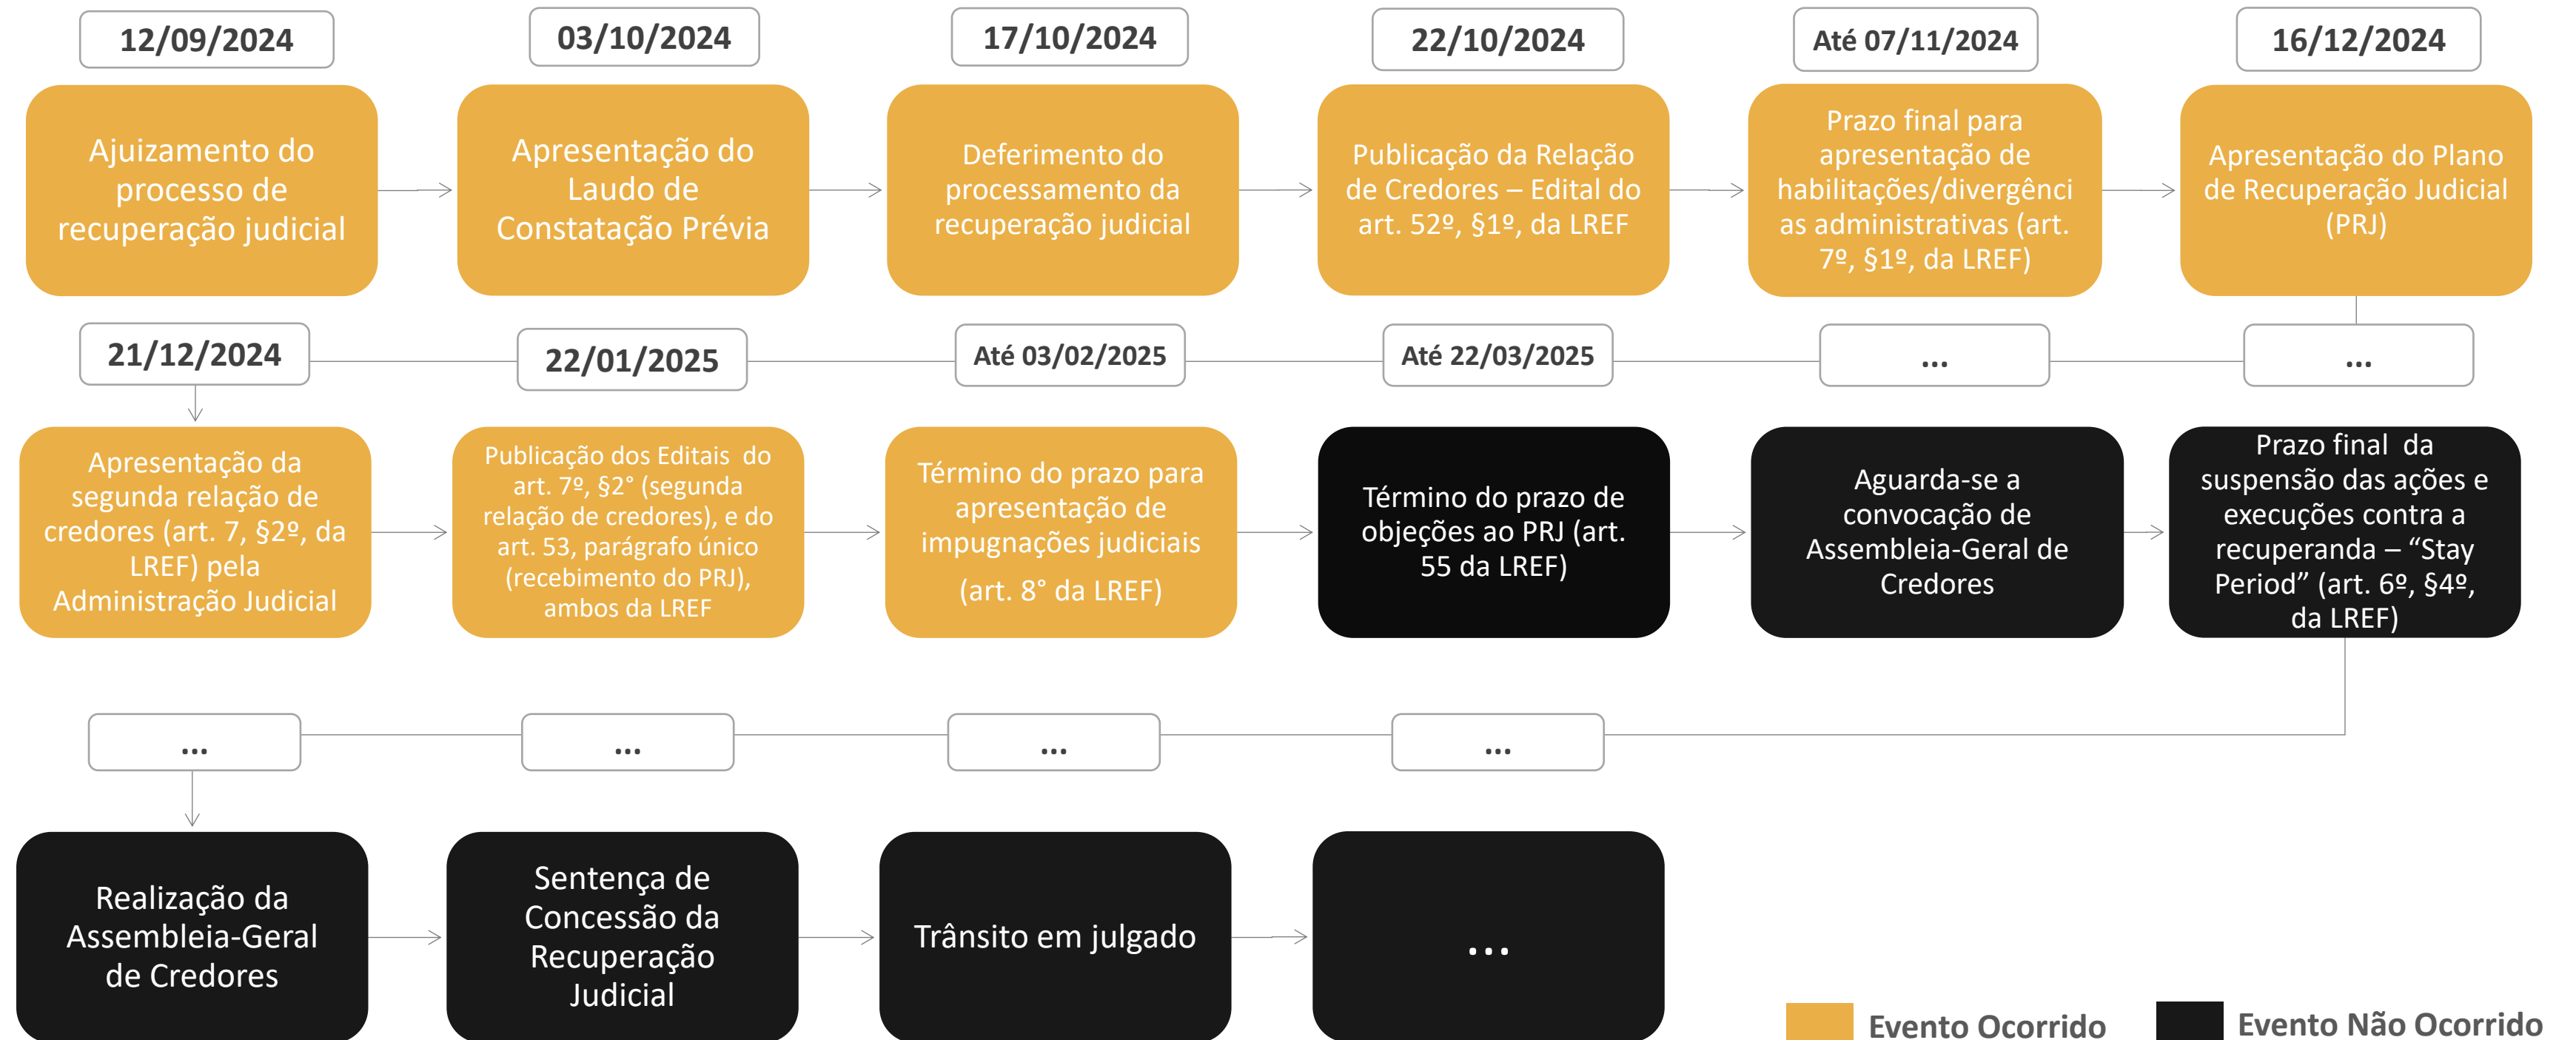 12/09/2024
03/10/2024
17/10/2024
22/10/2024
Até 07/11/2024
16/12/2024
Ajuizamento do
processo de
recuperação judicial
Apresentação do
Laudo de
Constatação Prévia
Deferimento do
processamento da
recuperação judicial
Publicação da Relação
de Credores – Edital do
art. 52º, §1º, da LREF
Prazo final para
apresentação de
habilitações/divergênci
as administrativas (art.
7º, §1º, da LREF)
Apresentação do Plano
de Recuperação Judicial
(PRJ)
21/12/2024
22/01/2025
Até 03/02/2025
Até 22/03/2025
...
...
Apresentação da
segunda relação de
credores (art. 7, §2º, da
LREF) pela
Administração Judicial
Publicação dos Editais do
art. 7º, §2° (segunda
relação de credores), e do
art. 53, parágrafo único
(recebimento do PRJ),
ambos da LREF
Término do prazo para
apresentação de
impugnações judiciais
(art. 8° da LREF)
Término do prazo de
objeções ao PRJ (art.
55 da LREF)
Aguarda-se a
convocação de
Assembleia-Geral de
Credores
Prazo final da
suspensão das ações e
execuções contra a
recuperanda – “Stay
Period” (art. 6º, §4º,
da LREF)
...
...
...
...
Realização da
Assembleia-Geral
de Credores
Sentença de
Concessão da
Recuperação
Judicial
Trânsito em julgado
...
Evento Ocorrido
Evento Não Ocorrido